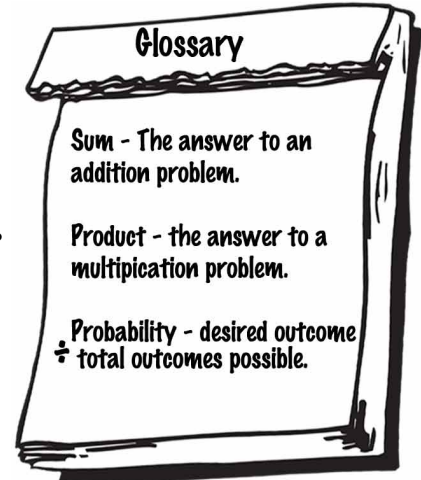 Glossary
Sum - The answer to an
addition problem.
Product - the answer to a
multipication problem.
Probability - desired outcome
÷ total outcomes possible.